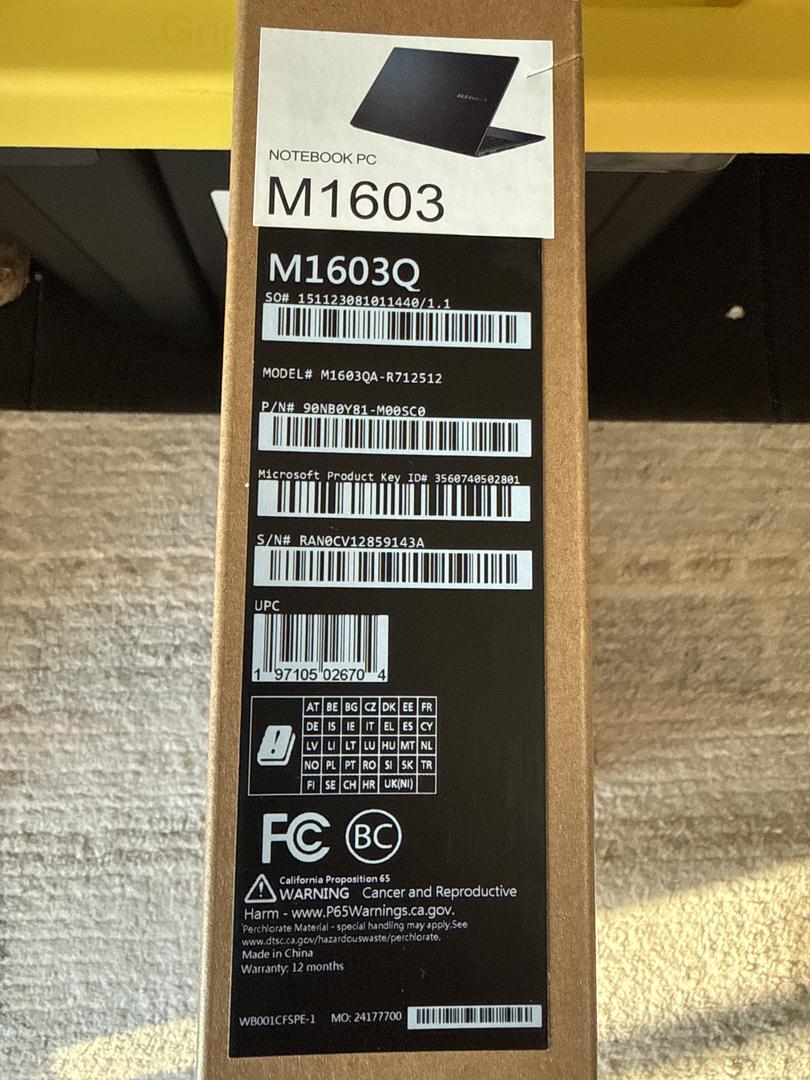 Grip
NOTEBOOK PC
M1603
M1603Q
SO# 151123081011440/1.1
MODEL# M1603QA-R712512
P/N# 90NB0Y81-M00SC0
Microsoft Product Key ID# 3560740502801
S/N# RAN0CV12859143A
UPC
1 97105 02670 4
AT BE BG CZ DK EE FR
DE IS IE IT EL ES CY
LV LI LT LU HU MT NL
NO PL PT RO SI SK TR
FI SE CH HR UK(NI)
FC BC
California Proposition 65
WARNING Cancer and Reproductive
Harm - www.P65Warnings.ca.gov.
Perchlorate Material - special handling may apply.See
www.dtsc.ca.gov/hazardouswaste/perchlorate.
Made in China
Warranty: 12 months
WB001CFSPE-1 MO: 24177700